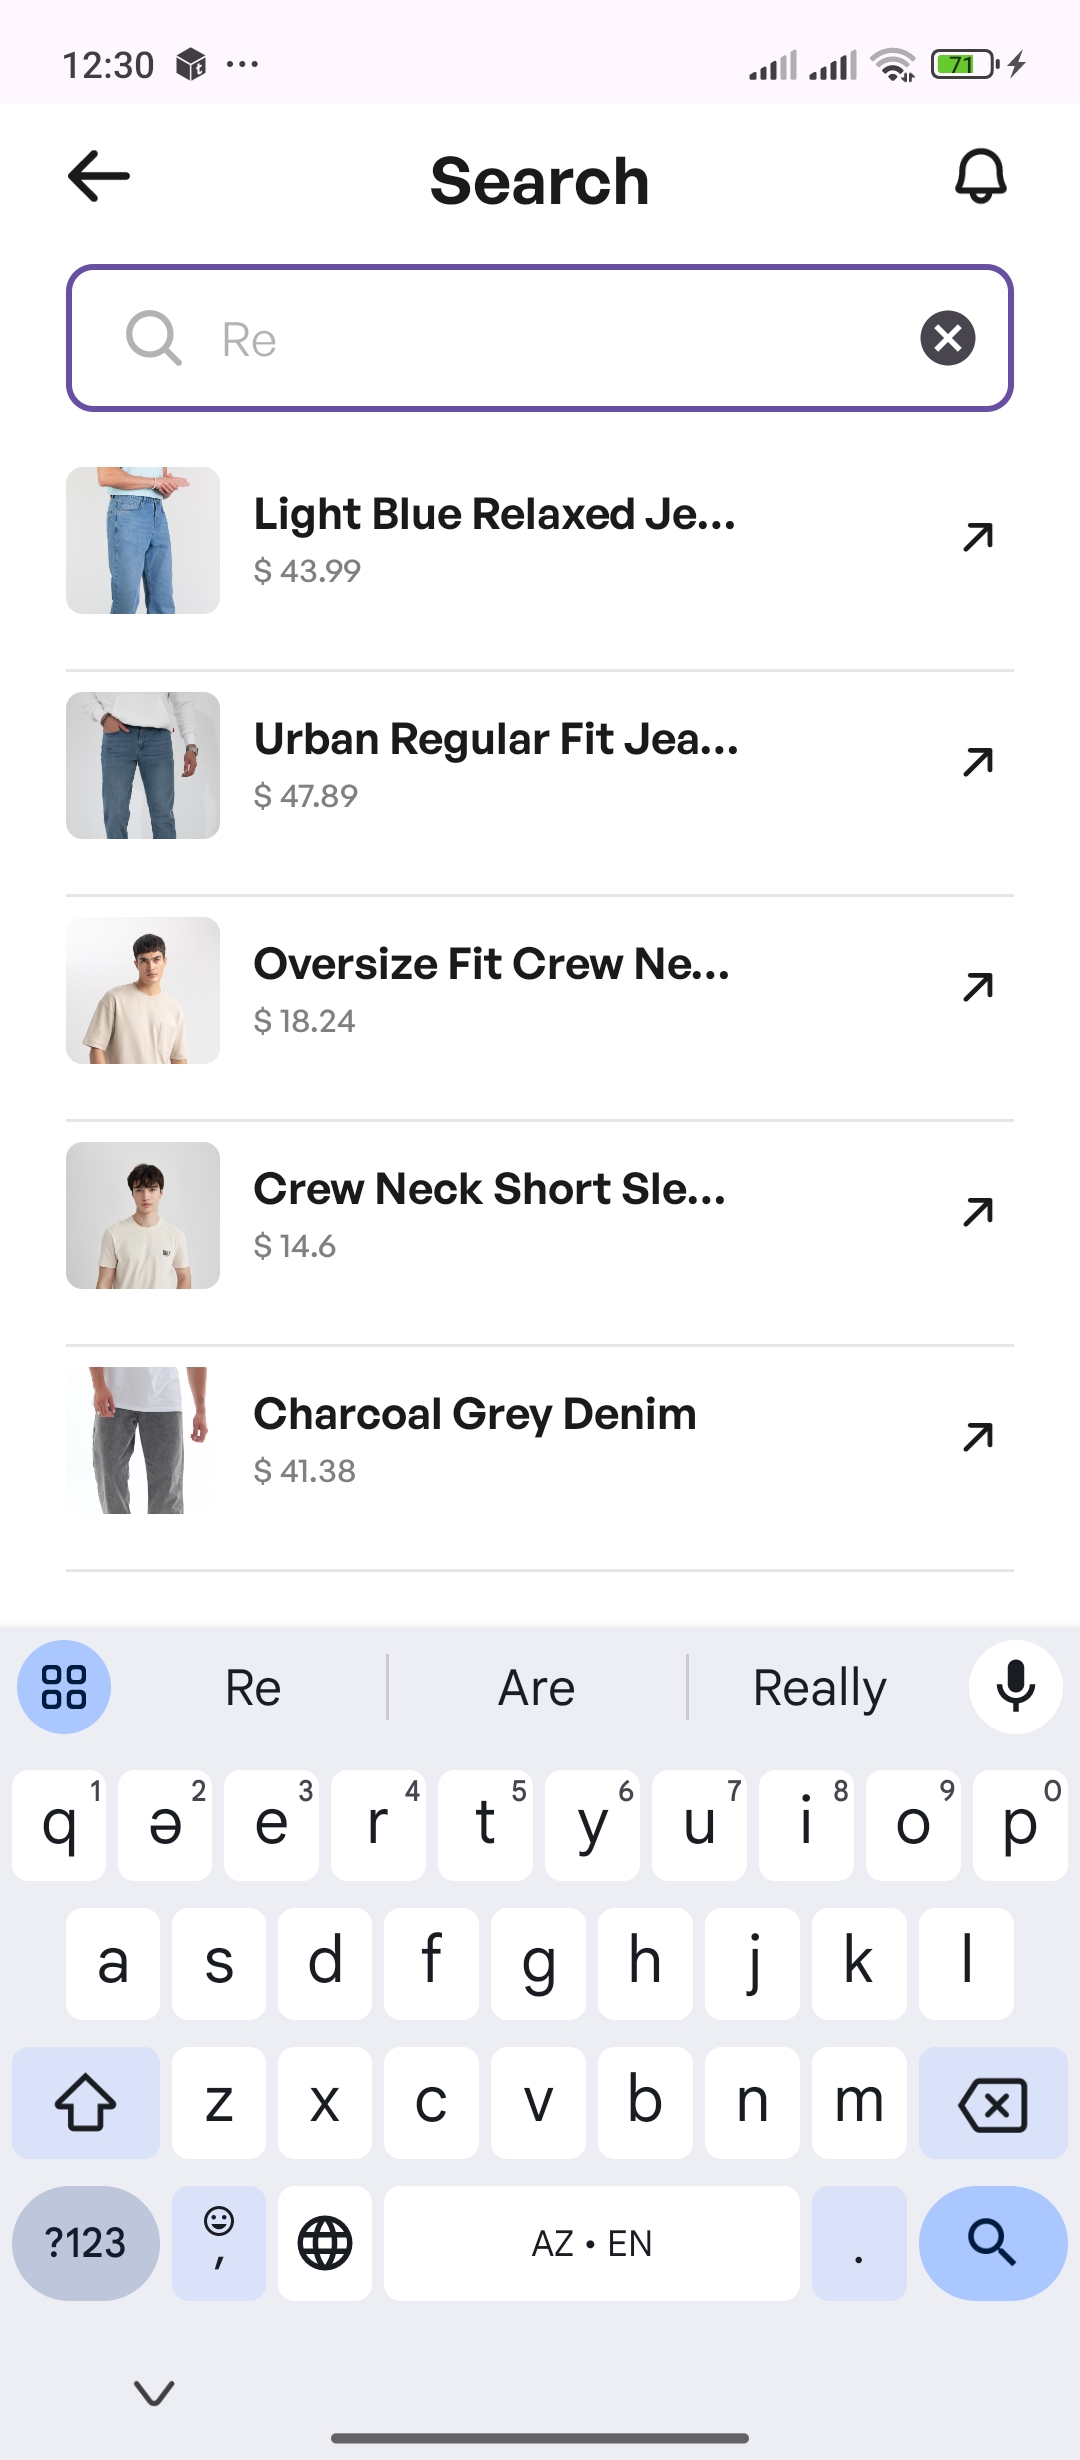 12:30
71
Search
Re
Light Blue Relaxed Je...
$ 43.99
Urban Regular Fit Jea...
$ 47.89
Oversize Fit Crew Ne...
$ 18.24
Crew Neck Short Sle...
$ 14.6
Charcoal Grey Denim
$ 41.38
Re Are Really
q 1 ə 2 e 3 r 4 t 5 y 6 u 7 i 8 o 9 p 0
a s d f g h j k l
z x c v b n m
?123 , AZ • EN .